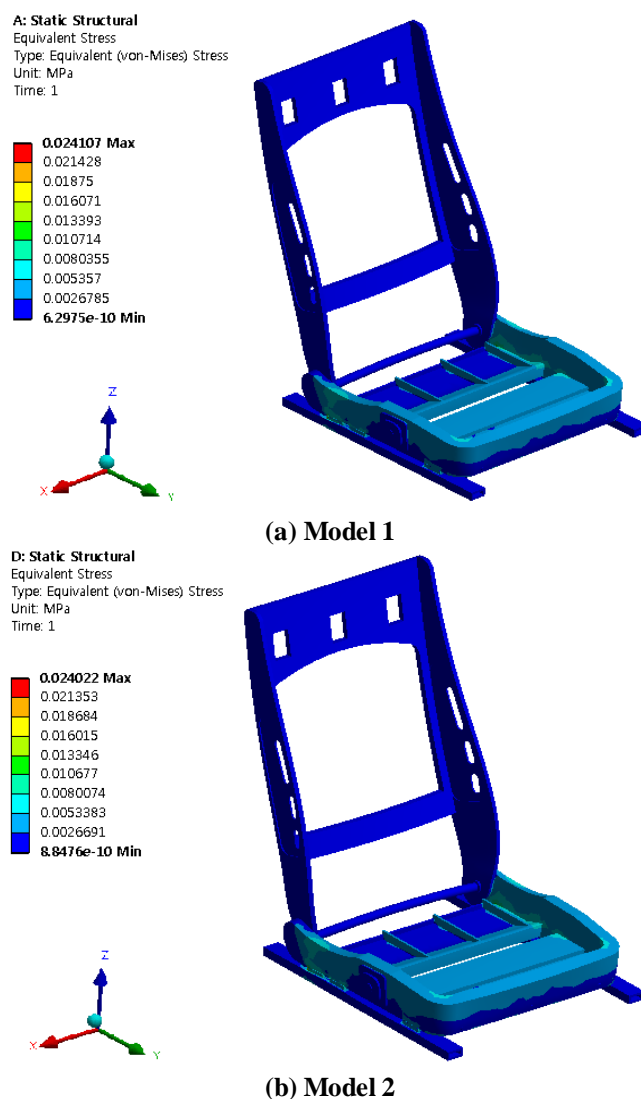 A: Static Structural
Equivalent Stress
Type: Equivalent (von-Mises) Stress
Unit: MPa
Time: 1
0.024107 Max
0.021428
0.01875
0.016071
0.013393
0.010714
0.0080355
0.005357
0.0026785
6.2975e-10 Min
Z
X
Y
(a) Model 1
D: Static Structural
Equivalent Stress
Type: Equivalent (von-Mises) Stress
Unit: MPa
Time: 1
0.024022 Max
0.021353
0.018684
0.016015
0.013346
0.010677
0.0080074
0.0053383
0.0026691
8.8476e-10 Min
Z
X
Y
(b) Model 2